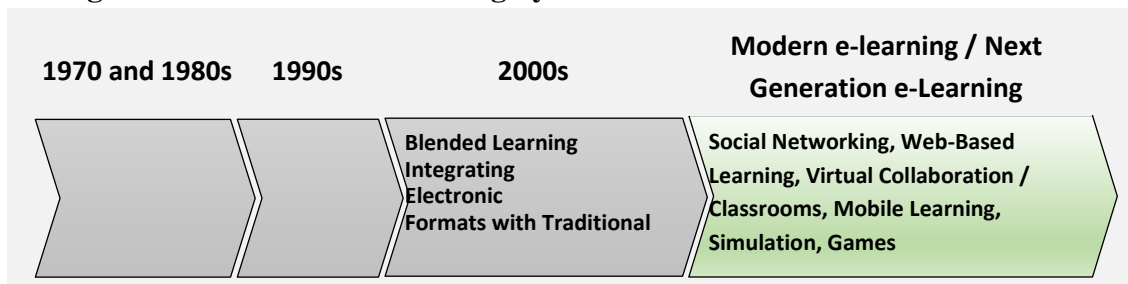 1970 and 1980s
1990s
2000s
Modern e-learning / Next
Generation e-Learning
Blended Learning
Integrating
Electronic
Formats with Traditional
Social Networking, Web-Based
Learning, Virtual Collaboration /
Classrooms, Mobile Learning,
Simulation, Games